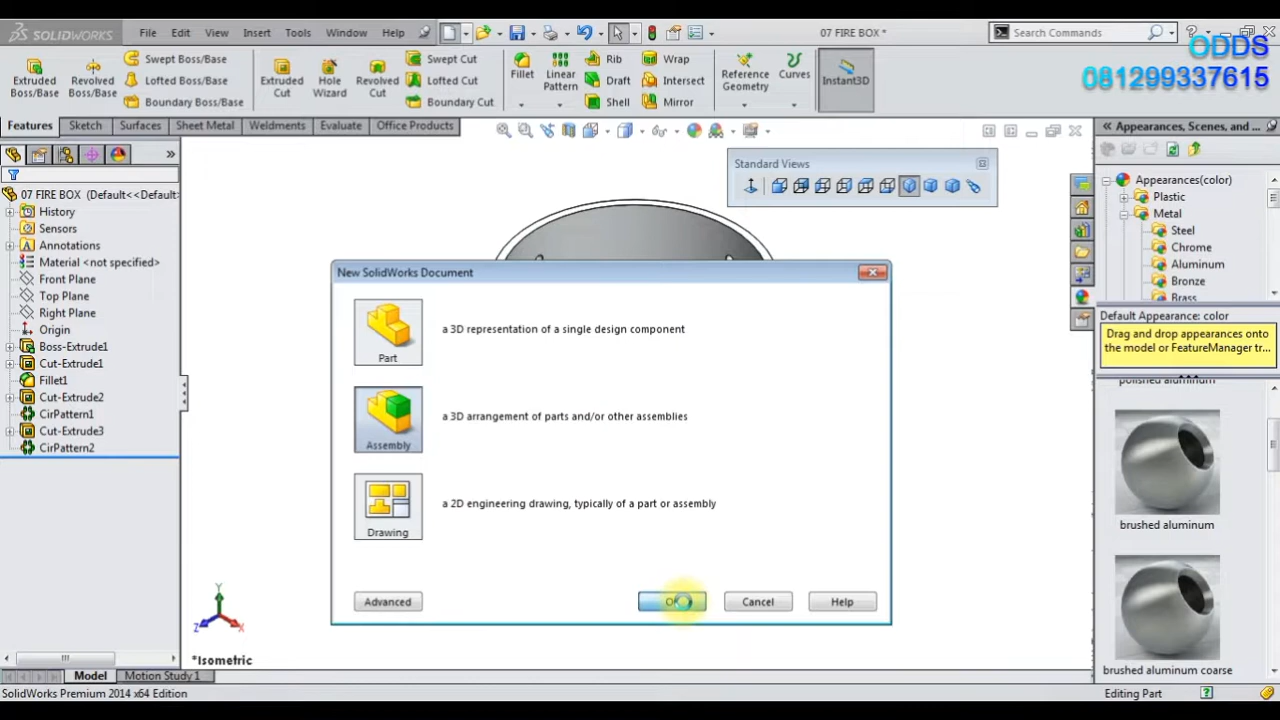 SOLIDWORKS
File Edit View Insert Tools Window Help
07 FIRE BOX *
Search Commands
ODDS
081299337615
Extruded Boss/Base
Revolved Boss/Base
Swept Boss/Base
Lofted Boss/Base
Boundary Boss/Base
Extruded Cut
Hole Wizard
Revolved Cut
Swept Cut
Lofted Cut
Boundary Cut
Fillet
Linear Pattern
Rib
Draft
Shell
Wrap
Intersect
Mirror
Reference Geometry
Curves
Instant3D
Features Sketch Surfaces Sheet Metal Weldments Evaluate Office Products
Appearances, Scenes, and ...
Standard Views
07 FIRE BOX (Default<<Default>
History
Sensors
Annotations
Material <not specified>
Front Plane
Top Plane
Right Plane
Origin
Boss-Extrude1
Cut-Extrude1
Fillet1
Cut-Extrude2
CirPattern1
Cut-Extrude3
CirPattern2
New SolidWorks Document
Part
a 3D representation of a single design component
Assembly
a 3D arrangement of parts and/or other assemblies
Drawing
a 2D engineering drawing, typically of a part or assembly
Advanced
Cancel
Help
Appearances(color)
Plastic
Metal
Steel
Chrome
Aluminum
Bronze
Brass
Default Appearance: color
Drag and drop appearances onto
the model or FeatureManager tr...
polished aluminum
brushed aluminum
brushed aluminum coarse
Y
Z
X
*Isometric
Model Motion Study 1
SolidWorks Premium 2014 x64 Edition
Editing Part